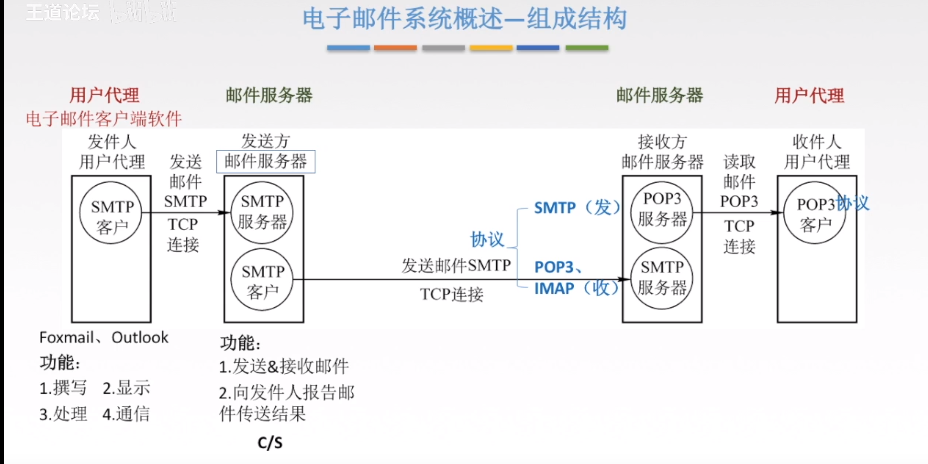 王道论坛
电子邮件系统概述—组成结构
用户代理
电子邮件客户端软件
邮件服务器
邮件服务器
用户代理
发件人
用户代理
发送
邮件
SMTP
TCP
连接
SMTP
客户
发送方
邮件服务器
SMTP
服务器
SMTP
客户
协议
SMTP（发）
POP3、
IMAP（收）
发送邮件SMTP
TCP连接
接收方
邮件服务器
POP3
服务器
SMTP
服务器
读取
邮件
POP3
TCP
连接
收件人
用户代理
POP3
客户
协议
Foxmail、Outlook
功能：
1.撰写 2.显示
3.处理 4.通信
功能：
1.发送&接收邮件
2.向发件人报告邮
件传送结果
C/S